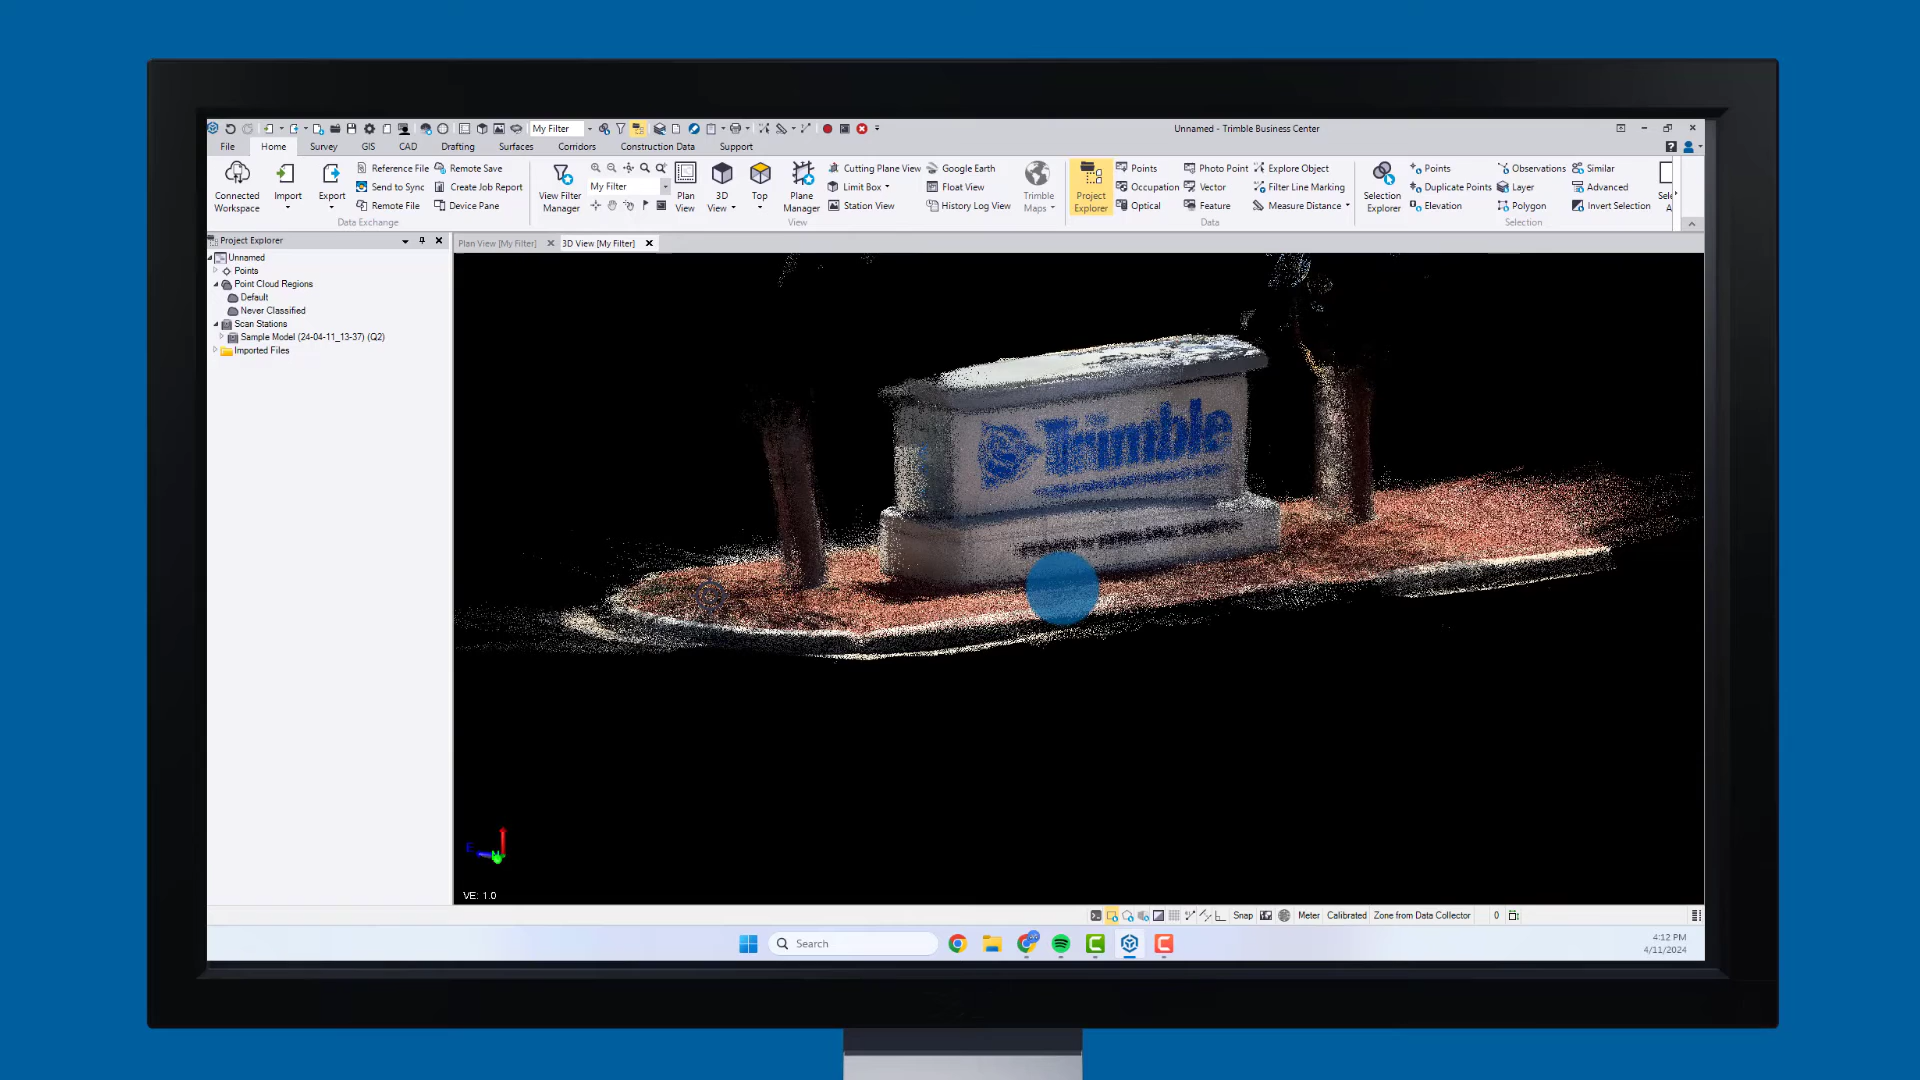 My Filter
Unnamed - Trimble Business Center
File Home Survey GIS CAD Drafting Surfaces Corridors Construction Data Support
Connected Workspace
Import
Export
Reference File
Send to Sync
Remote File
Remote Save
Create Job Report
Device Pane
Data Exchange
View Filter Manager
My Filter
Plan View
3D View
Top
Plane Manager
Cutting Plane View
Limit Box
Station View
Google Earth
Float View
History Log View
View
Trimble Maps
Project Explorer
Points
Occupation
Optical
Photo Point
Vector
Feature
Explore Object
Filter Line Marking
Measure Distance
Data
Selection Explorer
Points
Duplicate Points
Elevation
Observations
Layer
Polygon
Similar
Advanced
Invert Selection
Selection
Sel
A
Project Explorer
Plan View [My Filter]
3D View [My Filter]
Unnamed
Points
Point Cloud Regions
Default
Never Classified
Scan Stations
Sample Model (24-04-11_13-37) (Q2)
Imported Files
Trimble
E
N
VE: 1.0
Snap Meter Calibrated Zone from Data Collector 0
Search
4:12 PM
4/11/2024